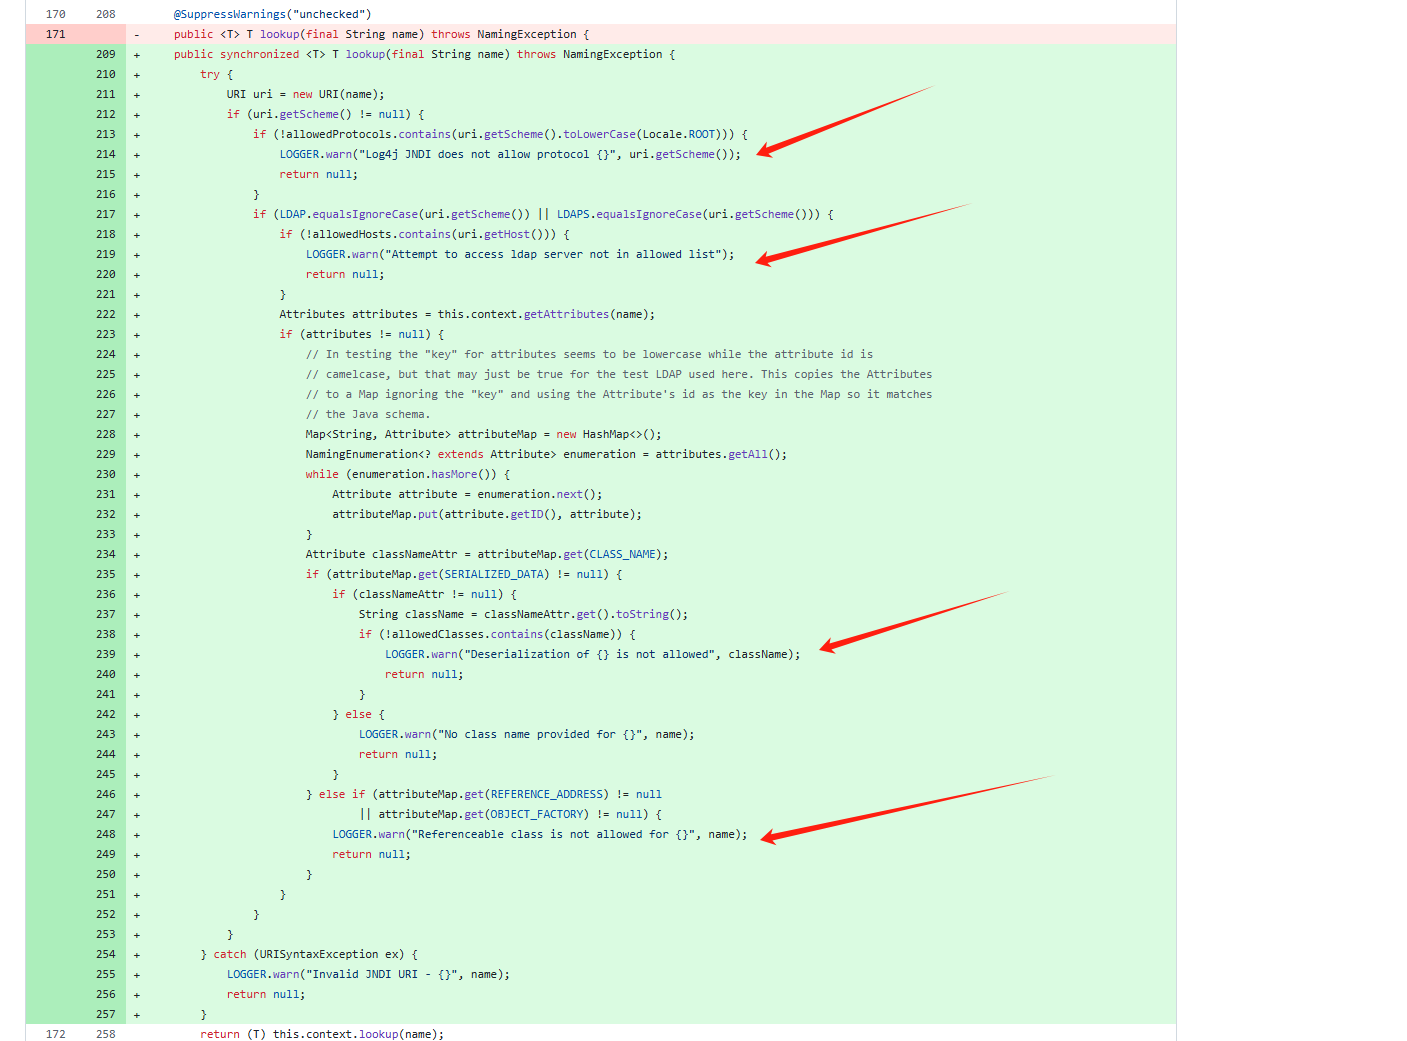 170 208 @SuppressWarnings("unchecked")
171 - public <T> T lookup(final String name) throws NamingException {
209 + public synchronized <T> T lookup(final String name) throws NamingException {
210 + try {
211 + URI uri = new URI(name);
212 + if (uri.getScheme() != null) {
213 + if (!allowedProtocols.contains(uri.getScheme().toLowerCase(Locale.ROOT))) {
214 + LOGGER.warn("Log4j JNDI does not allow protocol {}", uri.getScheme());
215 + return null;
216 + }
217 + if (LDAP.equalsIgnoreCase(uri.getScheme()) || LDAPS.equalsIgnoreCase(uri.getScheme())) {
218 + if (!allowedHosts.contains(uri.getHost())) {
219 + LOGGER.warn("Attempt to access ldap server not in allowed list");
220 + return null;
221 + }
222 + Attributes attributes = this.context.getAttributes(name);
223 + if (attributes != null) {
224 + // In testing the "key" for attributes seems to be lowercase while the attribute id is
225 + // camelcase, but that may just be true for the test LDAP used here. This copies the Attributes
226 + // to a Map ignoring the "key" and using the Attribute's id as the key in the Map so it matches
227 + // the Java schema.
228 + Map<String, Attribute> attributeMap = new HashMap<>();
229 + NamingEnumeration<? extends Attribute> enumeration = attributes.getAll();
230 + while (enumeration.hasMore()) {
231 + Attribute attribute = enumeration.next();
232 + attributeMap.put(attribute.getID(), attribute);
233 + }
234 + Attribute classNameAttr = attributeMap.get(CLASS_NAME);
235 + if (attributeMap.get(SERIALIZED_DATA) != null) {
236 + if (classNameAttr != null) {
237 + String className = classNameAttr.get().toString();
238 + if (!allowedClasses.contains(className)) {
239 + LOGGER.warn("Deserialization of {} is not allowed", className);
240 + return null;
241 + }
242 + } else {
243 + LOGGER.warn("No class name provided for {}", name);
244 + return null;
245 + }
246 + } else if (attributeMap.get(REFERENCE_ADDRESS) != null
247 + || attributeMap.get(OBJECT_FACTORY) != null) {
248 + LOGGER.warn("Referenceable class is not allowed for {}", name);
249 + return null;
250 + }
251 + }
252 + }
253 + }
254 + } catch (URISyntaxException ex) {
255 + LOGGER.warn("Invalid JNDI URI - {}", name);
256 + return null;
257 + }
172 258 return (T) this.context.lookup(name);